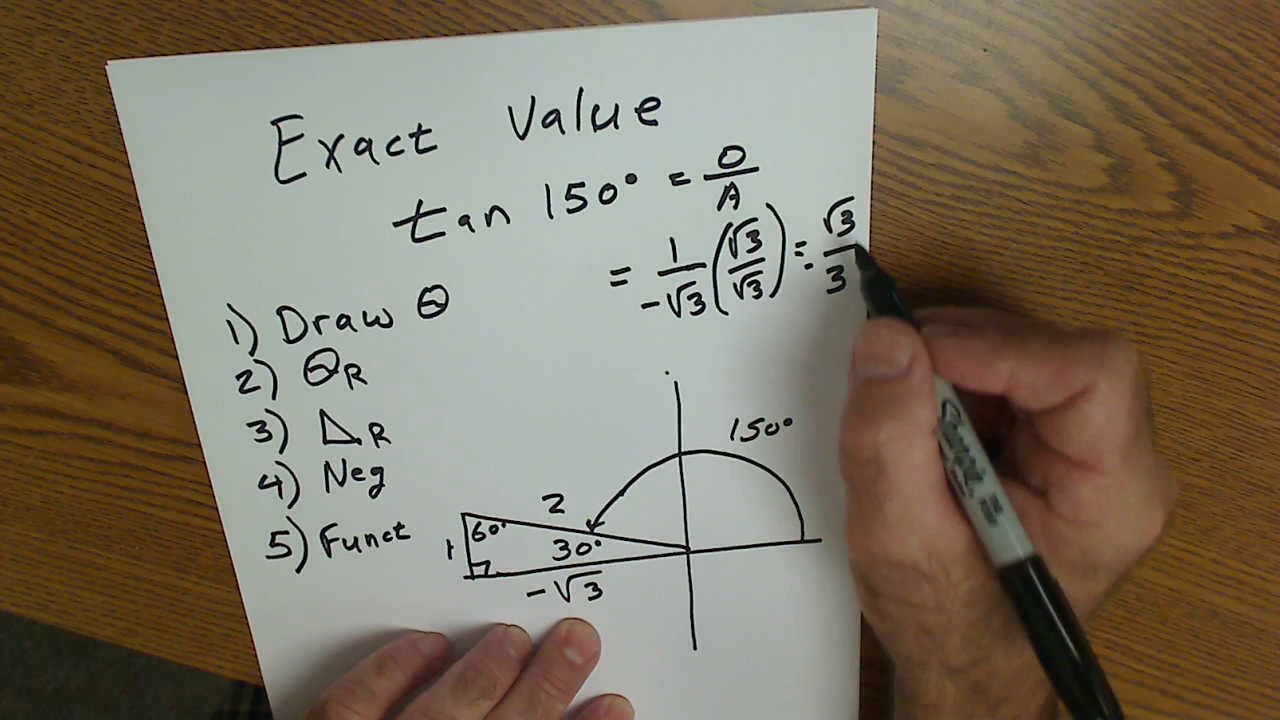 Exact Value
tan 150° = O/A
= 1/-√3 (√3/√3) = √3/3
1) Draw θ
2) θR
3) ◺R
4) Neg
5) Funct
150°
2
60°
30°
1
-√3